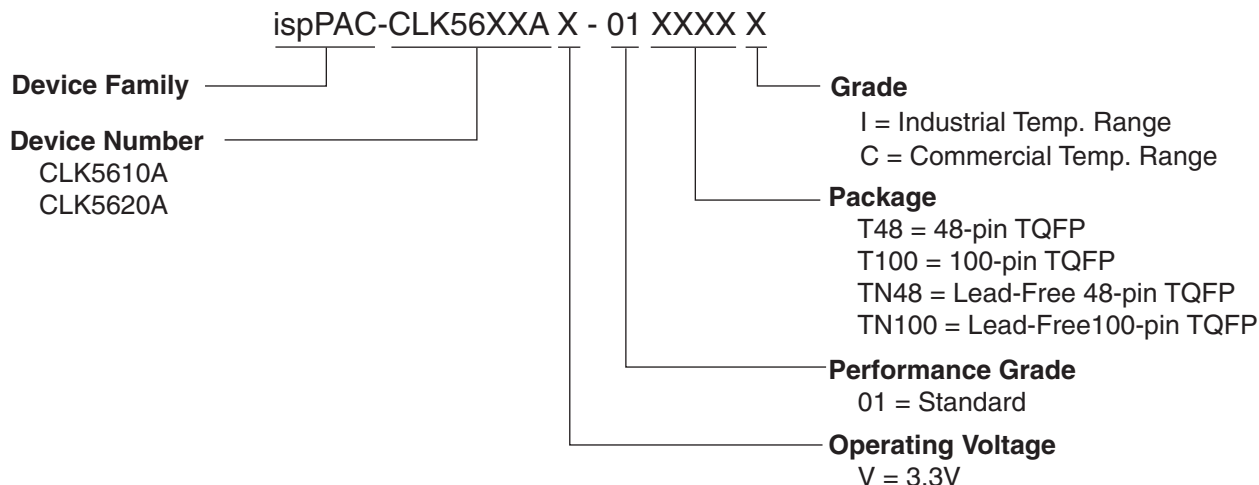 ispPAC-CLK56XXA X - 01 XXXX X
Device Family
Device Number
CLK5610A
CLK5620A
Grade
I = Industrial Temp. Range
C = Commercial Temp. Range
Package
T48 = 48-pin TQFP
T100 = 100-pin TQFP
TN48 = Lead-Free 48-pin TQFP
TN100 = Lead-Free100-pin TQFP
Performance Grade
01 = Standard
Operating Voltage
V = 3.3V